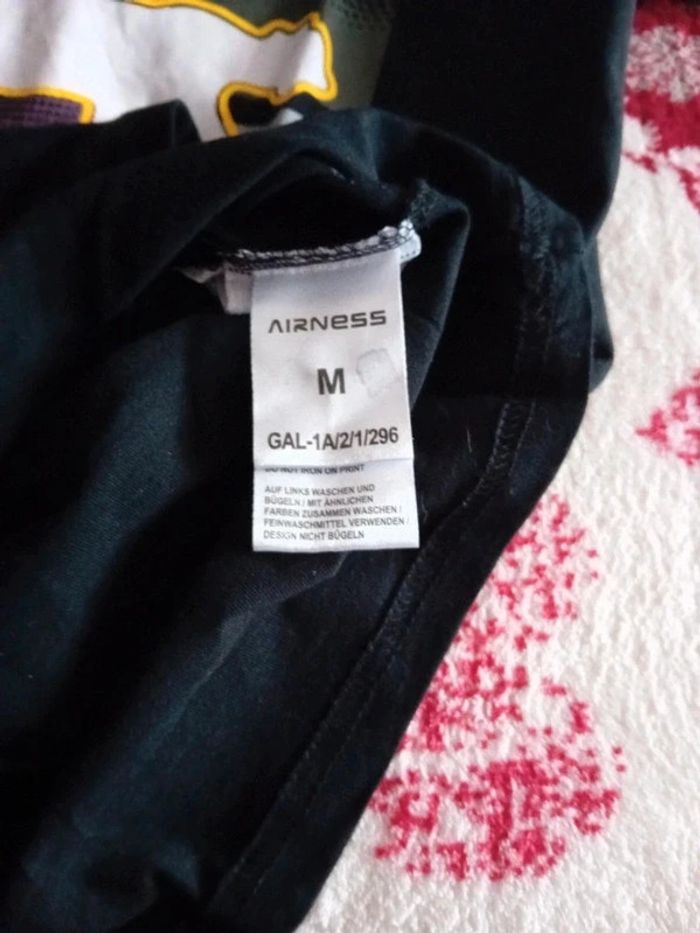 AIRNESS
M
GAL-1A/2/1/296
DO NOT IRON ON PRINT
AUF LINKS WASCHEN UND
BÜGELN / MIT ÄHNLICHEN
FARBEN ZUSAMMEN WASCHEN /
FEINWASCHMITTEL VERWENDEN /
DESIGN NICHT BÜGELN